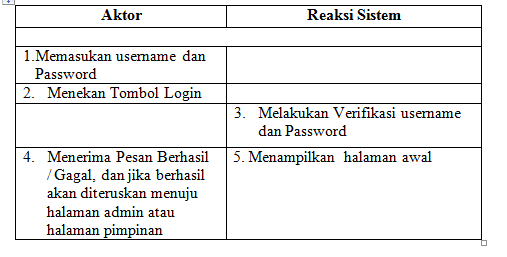 Aktor
Reaksi Sistem
1.Memasukan username dan
Password
2. Menekan Tombol Login
3. Melakukan Verifikasi username
dan Password
4. Menerima Pesan Berhasil
/ Gagal, dan jika berhasil
akan diteruskan menuju
halaman admin atau
halaman pimpinan
5. Menampilkan halaman awal